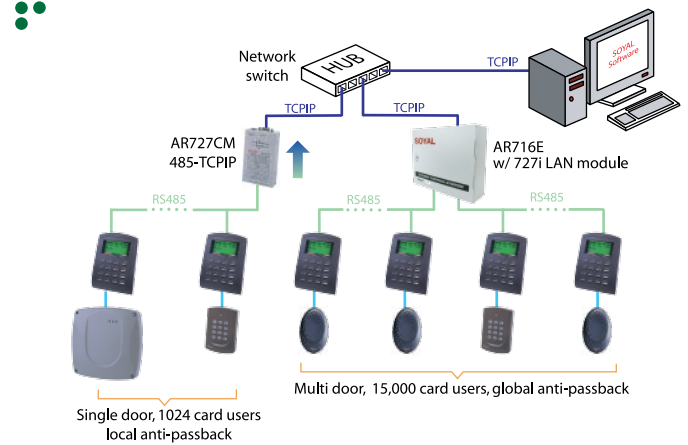 Network
switch
HUB
TCPIP
SOYAL
Software
TCPIP
TCPIP
AR727CM
485-TCPIP
SOYAL
AR716E
w/ 727i LAN module
RS485
RS485
RS485
Multi door, 15,000 card users, global anti-passback
Single door, 1024 card users
local anti-passback